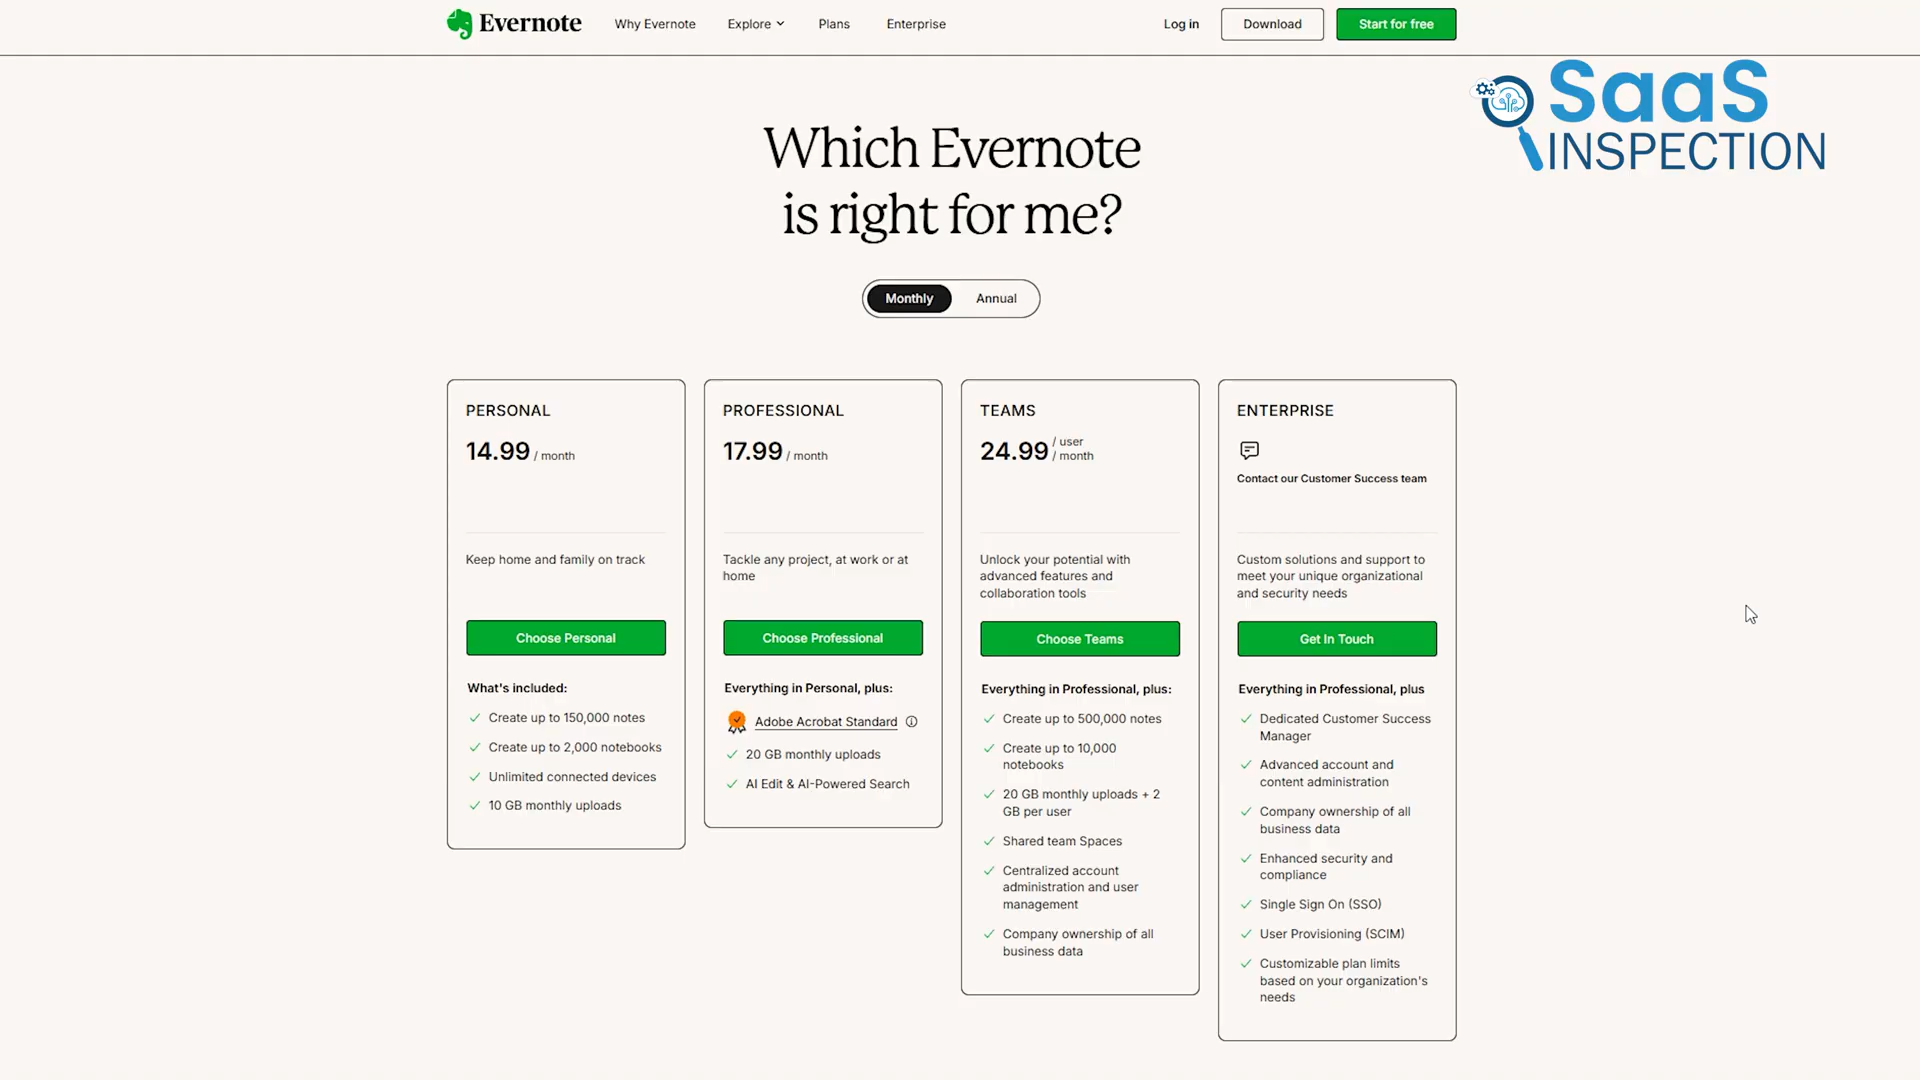 Evernote
Why Evernote
Explore
Plans
Enterprise
Log in
Download
Start for free
SaaS
INSPECTION
Which Evernote
is right for me?
Monthly
Annual
PERSONAL
14.99 / month
Keep home and family on track
Choose Personal
What's included:
Create up to 150,000 notes
Create up to 2,000 notebooks
Unlimited connected devices
10 GB monthly uploads
PROFESSIONAL
17.99 / month
Tackle any project, at work or at
home
Choose Professional
Everything in Personal, plus:
Adobe Acrobat Standard
20 GB monthly uploads
AI Edit & AI-Powered Search
TEAMS
24.99 / user
/ month
Unlock your potential with
advanced features and
collaboration tools
Choose Teams
Everything in Professional, plus:
Create up to 500,000 notes
Create up to 10,000
notebooks
20 GB monthly uploads + 2
GB per user
Shared team Spaces
Centralized account
administration and user
management
Company ownership of all
business data
ENTERPRISE
Contact our Customer Success team
Custom solutions and support to
meet your unique organizational
and security needs
Get In Touch
Everything in Professional, plus
Dedicated Customer Success
Manager
Advanced account and
content administration
Company ownership of all
business data
Enhanced security and
compliance
Single Sign On (SSO)
User Provisioning (SCIM)
Customizable plan limits
based on your organization's
needs